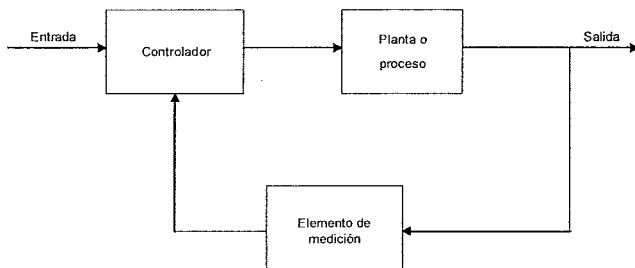 Entrada
Controlador
Planta o
proceso
Salida
Elemento de
medición